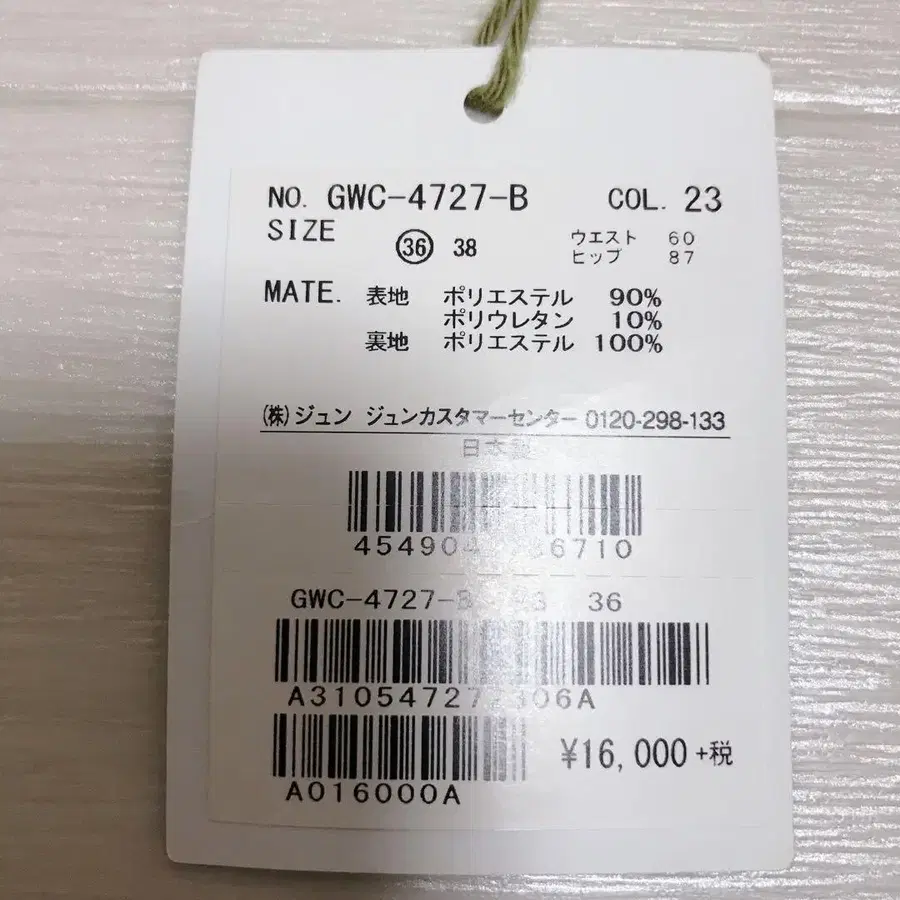 NO. GWC-4727-B COL. 23
SIZE 36 38 ウエスト 60
ヒップ 87
MATE. 表地 ポリエステル 90%
ポリウレタン 10%
裏地 ポリエステル 100%
(株)ジュン ジュンカスタマーセンター 0120-298-133
日本製
GWC-4727-B 36
¥16,000+税
A016000A